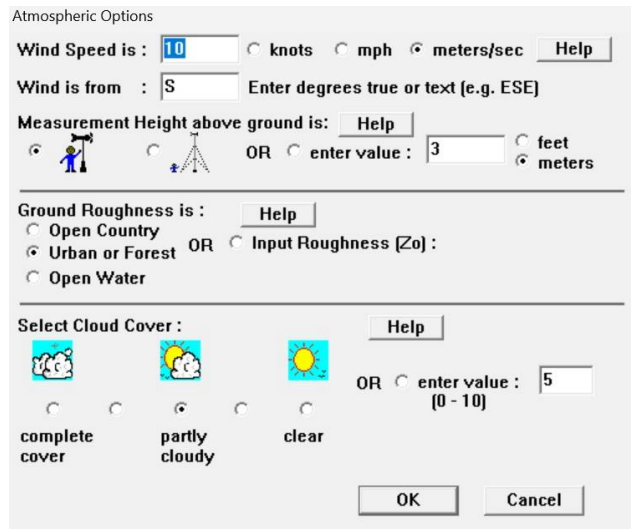 Atmospheric Options
Wind Speed is : 10 knots mph meters/sec Help
Wind is from : S Enter degrees true or text (e.g. ESE)
Measurement Height above ground is: Help
OR enter value : 3 feet
meters
Ground Roughness is : Help
Open Country
Urban or Forest OR Input Roughness (Zo) :
Open Water
Select Cloud Cover : Help
OR enter value : 5
(0 - 10)
complete cover
partly cloudy
clear
OK Cancel